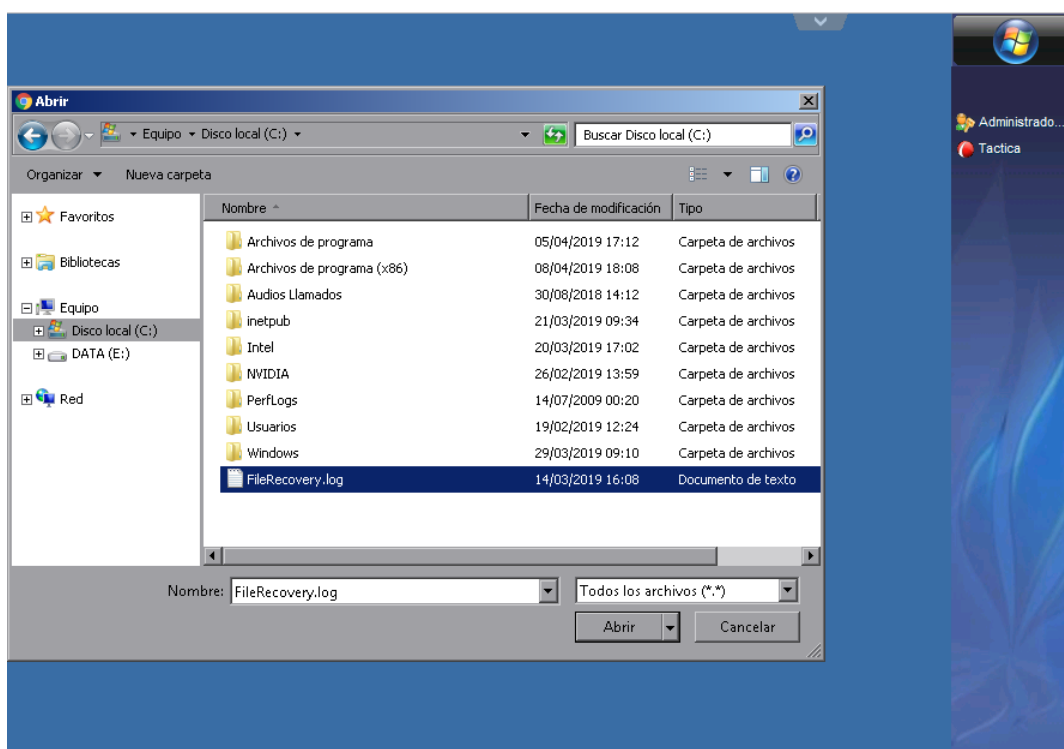 Abrir
Equipo Disco local (C:)
Buscar Disco local (C:)
Organizar Nueva carpeta
Favoritos
Bibliotecas
Equipo
Disco local (C:)
DATA (E:)
Red
Nombre Fecha de modificación Tipo
Archivos de programa 05/04/2019 17:12 Carpeta de archivos
Archivos de programa (x86) 08/04/2019 18:08 Carpeta de archivos
Audios Llamados 30/08/2018 14:12 Carpeta de archivos
inetpub 21/03/2019 09:34 Carpeta de archivos
Intel 20/03/2019 17:02 Carpeta de archivos
NVIDIA 26/02/2019 13:59 Carpeta de archivos
PerfLogs 14/07/2009 00:20 Carpeta de archivos
Usuarios 19/02/2019 12:24 Carpeta de archivos
Windows 29/03/2019 09:10 Carpeta de archivos
FileRecovery.log 14/03/2019 16:08 Documento de texto
Nombre: FileRecovery.log Todos los archivos (*.*)
Abrir Cancelar
Administrado...
Tactica